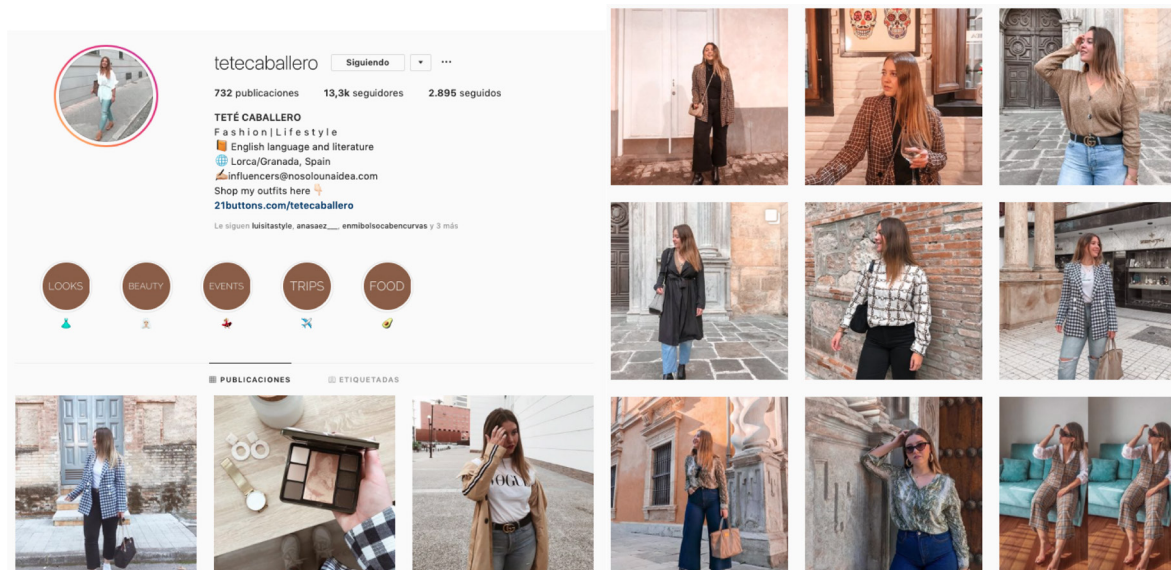 tetecaballero Siguiendo
732 publicaciones 13,3k seguidores 2.895 seguidos
TETÉ CABALLERO
Fashion|Lifestyle
English language and literature
Lorca/Granada, Spain
influencers@nosolounaidea.com
Shop my outfits here
21buttons.com/tetecaballero
Le siguen luisitastyle, anasaez___, enmibolsocabencurvas y 3 más
LOOKS BEAUTY EVENTS TRIPS FOOD
PUBLICACIONES ETIQUETADAS
VOGUE